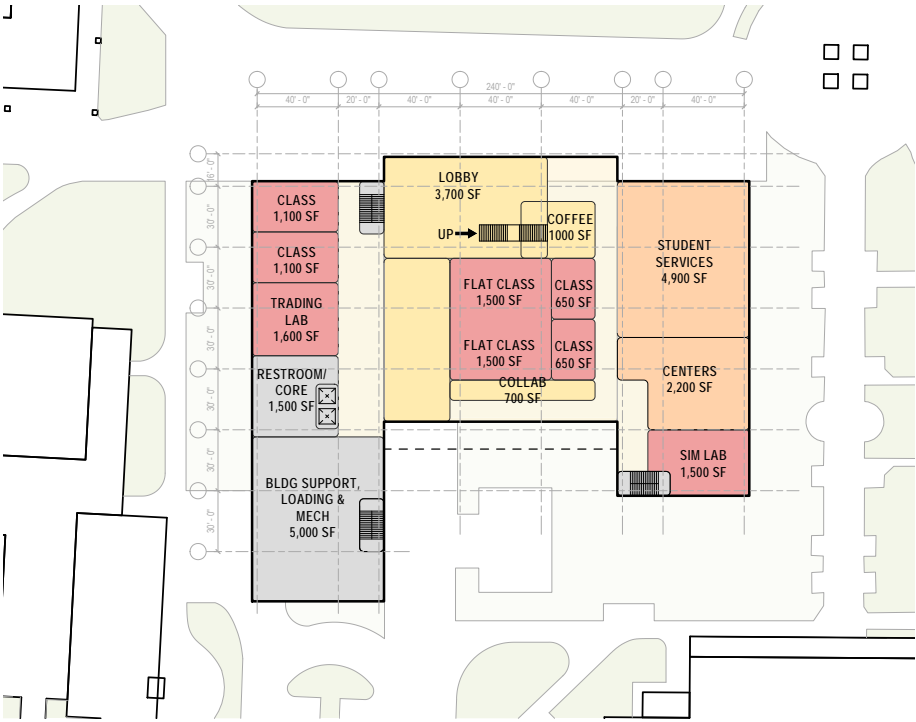 240' - 0"
40' - 0"
20' - 0"
40' - 0"
40' - 0"
40' - 0"
20' - 0"
40' - 0"
16' - 0"
30' - 0"
30' - 0"
30' - 0"
30' - 0"
30' - 0"
30' - 0"
LOBBY
3,700 SF
CLASS
1,100 SF
COFFEE
1000 SF
UP
STUDENT
SERVICES
4,900 SF
CLASS
1,100 SF
FLAT CLASS
1,500 SF
CLASS
650 SF
TRADING
LAB
1,600 SF
FLAT CLASS
1,500 SF
CLASS
650 SF
RESTROOM/
CORE
1,500 SF
COLLAB
700 SF
CENTERS
2,200 SF
SIM LAB
1,500 SF
BLDG SUPPORT,
LOADING &
MECH
5,000 SF